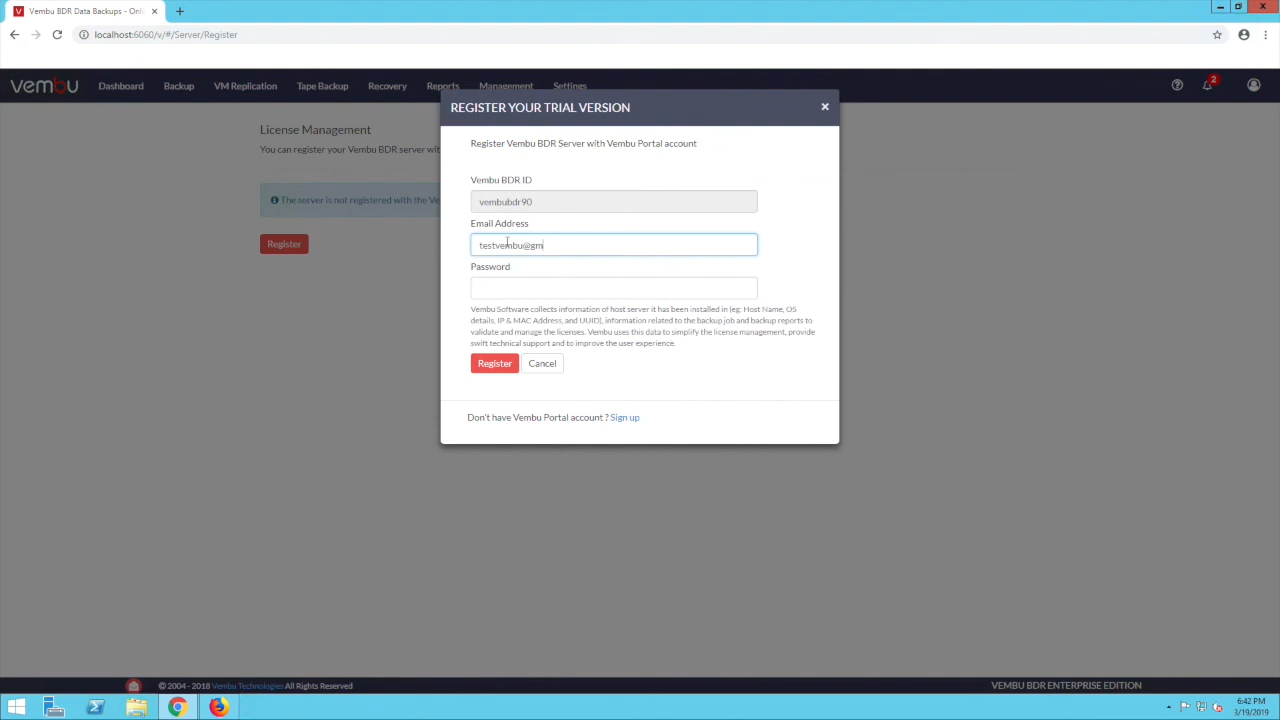 Vembu BDR Data Backups - Onli
localhost:6060/v/#/Server/Register
vembu Dashboard Backup VM Replication Tape Backup Recovery Reports Management Settings 2
REGISTER YOUR TRIAL VERSION ×
License Management
You can register your Vembu BDR server wit
The server is not registered with the Ve
Register
Register Vembu BDR Server with Vembu Portal account
Vembu BDR ID
vembubdr90
Email Address
testvembu@gm
Password
Vembu Software collects information of host server it has been installed in (eg: Host Name, OS
details, IP & MAC Address, and UUID), information related to the backup job and backup reports to
validate and manage the licenses. Vembu uses this data to simplify the license management, provide
swift technical support and to improve the user experience.
Register Cancel
Don't have Vembu Portal account ? Sign up
© 2004 - 2018 Vembu Technologies All Rights Reserved VEMBU BDR ENTERPRISE EDITION
6:42 PM
3/19/2019